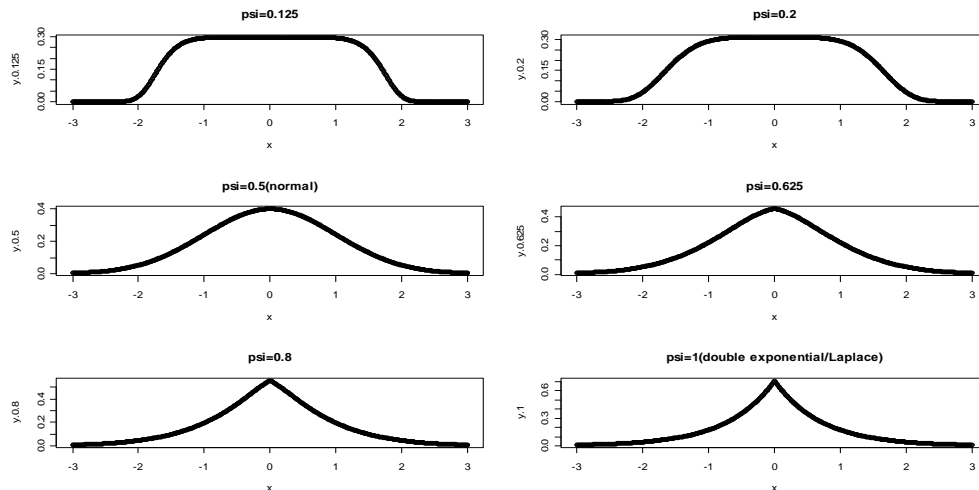 psi=0.125
y.0.125
0.00 0.15 0.30
-3 -2 -1 0 1 2 3
x
psi=0.2
y.0.2
0.00 0.15 0.30
-3 -2 -1 0 1 2 3
x
psi=0.5(normal)
y.0.5
0.0 0.2 0.4
-3 -2 -1 0 1 2 3
x
psi=0.625
y.0.625
0.0 0.2 0.4
-3 -2 -1 0 1 2 3
x
psi=0.8
y.0.8
0.0 0.2 0.4
-3 -2 -1 0 1 2 3
x
psi=1(double exponential/Laplace)
y.1
0.0 0.3 0.6
-3 -2 -1 0 1 2 3
x